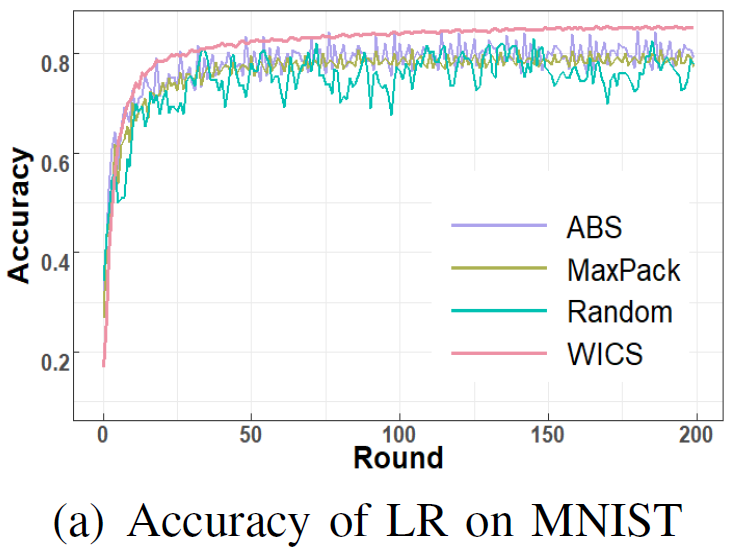 Accuracy
0.8
0.6
0.4
0.2
ABS
MaxPack
Random
WICS
0 50 100 150 200
Round
(a) Accuracy of LR on MNIST